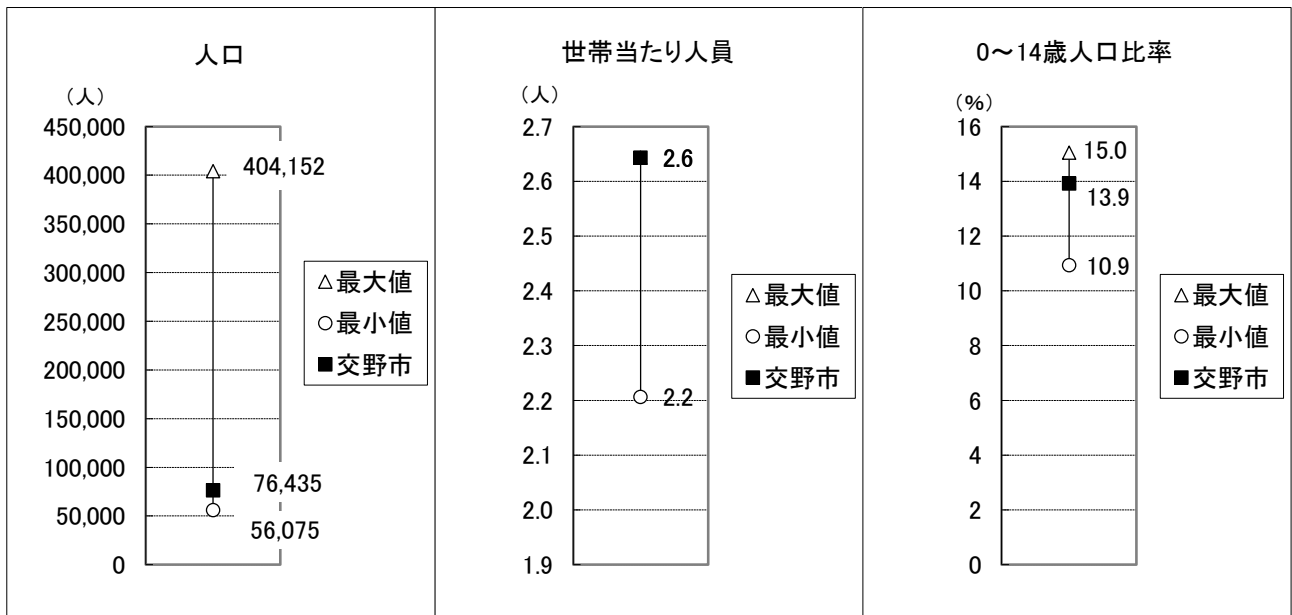 人口
（人）
450,000
400,000
350,000
300,000
250,000
200,000
150,000
100,000
50,000
0
404,152
76,435
56,075
△最大値
○最小値
■交野市
世帯当たり人員
（人）
2.7
2.6
2.5
2.4
2.3
2.2
2.1
2.0
1.9
2.6
2.2
△最大値
○最小値
■交野市
0～14歳人口比率
（%）
16
14
12
10
8
6
4
2
0
15.0
13.9
10.9
△最大値
○最小値
■交野市